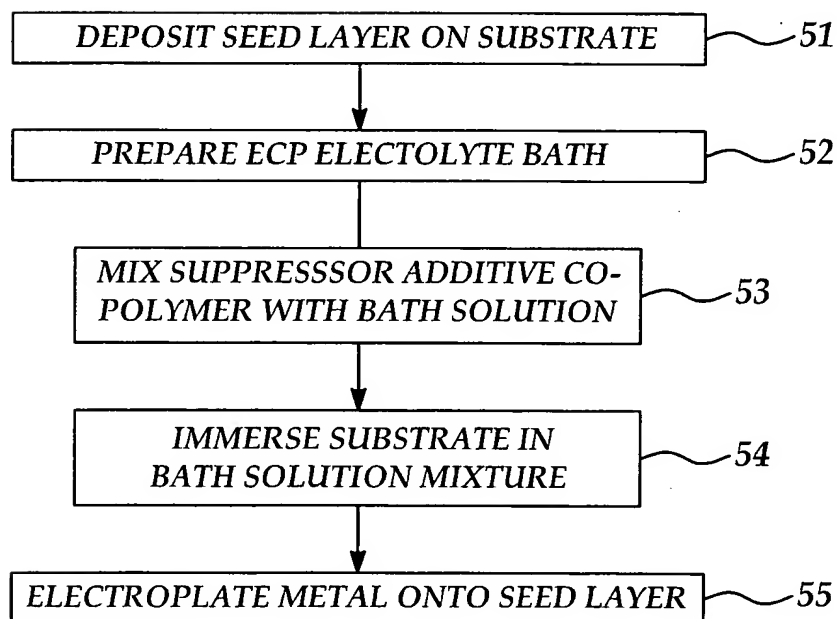 DEPOSIT SEED LAYER ON SUBSTRATE 51
PREPARE ECP ELECTOLYTE BATH 52
MIX SUPPRESSSOR ADDITIVE CO-
POLYMER WITH BATH SOLUTION 53
IMMERSE SUBSTRATE IN
BATH SOLUTION MIXTURE 54
ELECTROPLATE METAL ONTO SEED LAYER 55